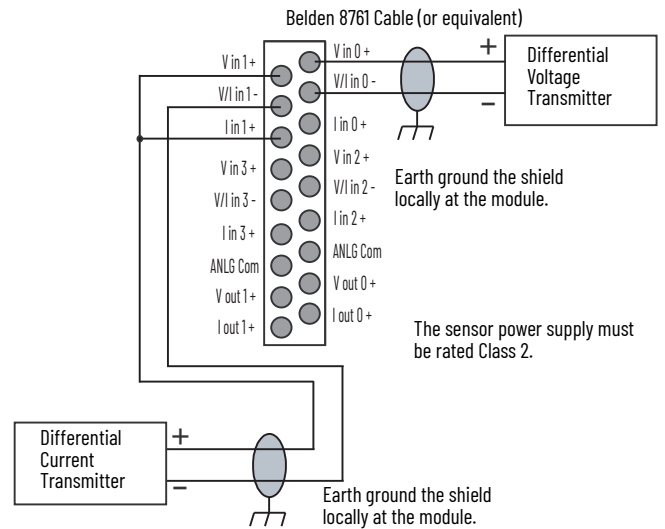 Belden 8761 Cable (or equivalent)
V in 1 +
V/I in 1 -
I in 1 +
V in 3 +
V/I in 3 -
I in 3 +
ANLG Com
V out 1 +
I out 1 +
V in 0 +
V/I in 0 -
I in 0 +
V in 2 +
V/I in 2 -
I in 2 +
ANLG Com
V out 0 +
I out 0 +
+
−
Differential
Voltage
Transmitter
Earth ground the shield
locally at the module.
The sensor power supply must
be rated Class 2.
Differential
Current
Transmitter
+
−
Earth ground the shield
locally at the module.